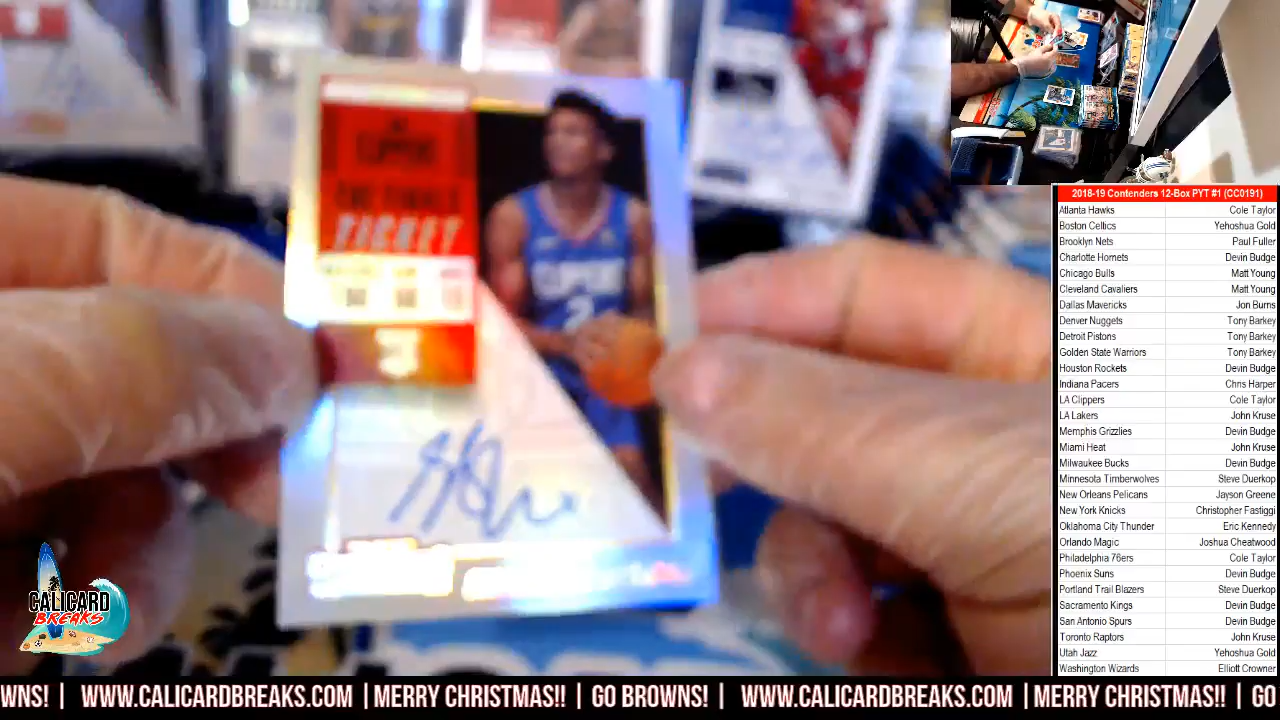 TICKET
CLIPPERS
2
2018-19 Contenders 12-Box PYT #1 (CC0191)
Atlanta Hawks Cole Taylor
Boston Celtics Yehoshua Gold
Brooklyn Nets Paul Fuller
Charlotte Hornets Devin Budge
Chicago Bulls Matt Young
Cleveland Cavaliers Matt Young
Dallas Mavericks Jon Burns
Denver Nuggets Tony Barkey
Detroit Pistons Tony Barkey
Golden State Warriors Tony Barkey
Houston Rockets Devin Budge
Indiana Pacers Chris Harper
LA Clippers Cole Taylor
LA Lakers John Kruse
Memphis Grizzlies Devin Budge
Miami Heat John Kruse
Milwaukee Bucks Devin Budge
Minnesota Timberwolves Steve Duerkop
New Orleans Pelicans Jayson Greene
New York Knicks Christopher Fastiggi
Oklahoma City Thunder Eric Kennedy
Orlando Magic Joshua Cheatwood
Philadelphia 76ers Cole Taylor
Phoenix Suns Devin Budge
Portland Trail Blazers Steve Duerkop
Sacramento Kings Devin Budge
San Antonio Spurs Devin Budge
Toronto Raptors John Kruse
Utah Jazz Yehoshua Gold
Washington Wizards Elliott Crowner
CALICARD
BREAKS
WNS! | WWW.CALICARDBREAKS.COM | MERRY CHRISTMAS!! | GO BROWNS! | WWW.CALICARDBREAKS.COM | MERRY CHRISTMAS!! | GO